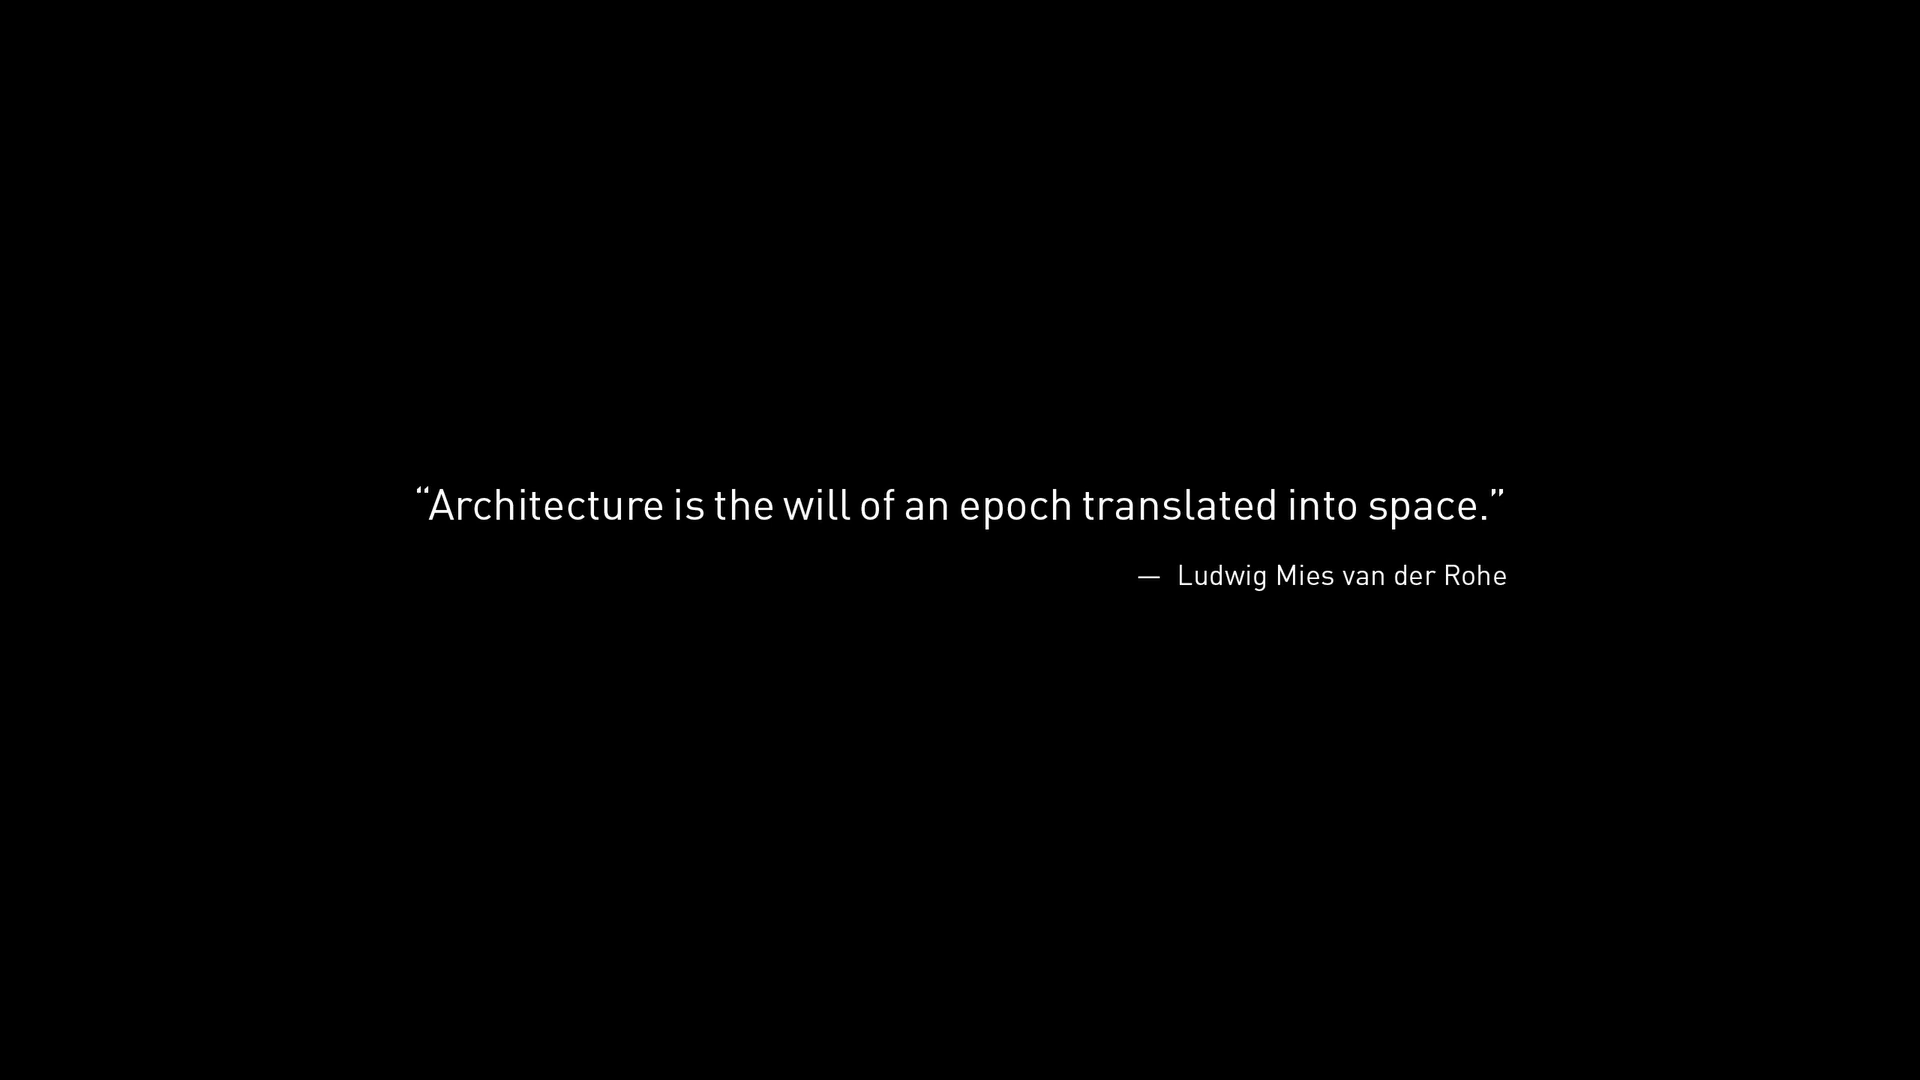 “Architecture is the will of an epoch translated into space.”
— Ludwig Mies van der Rohe